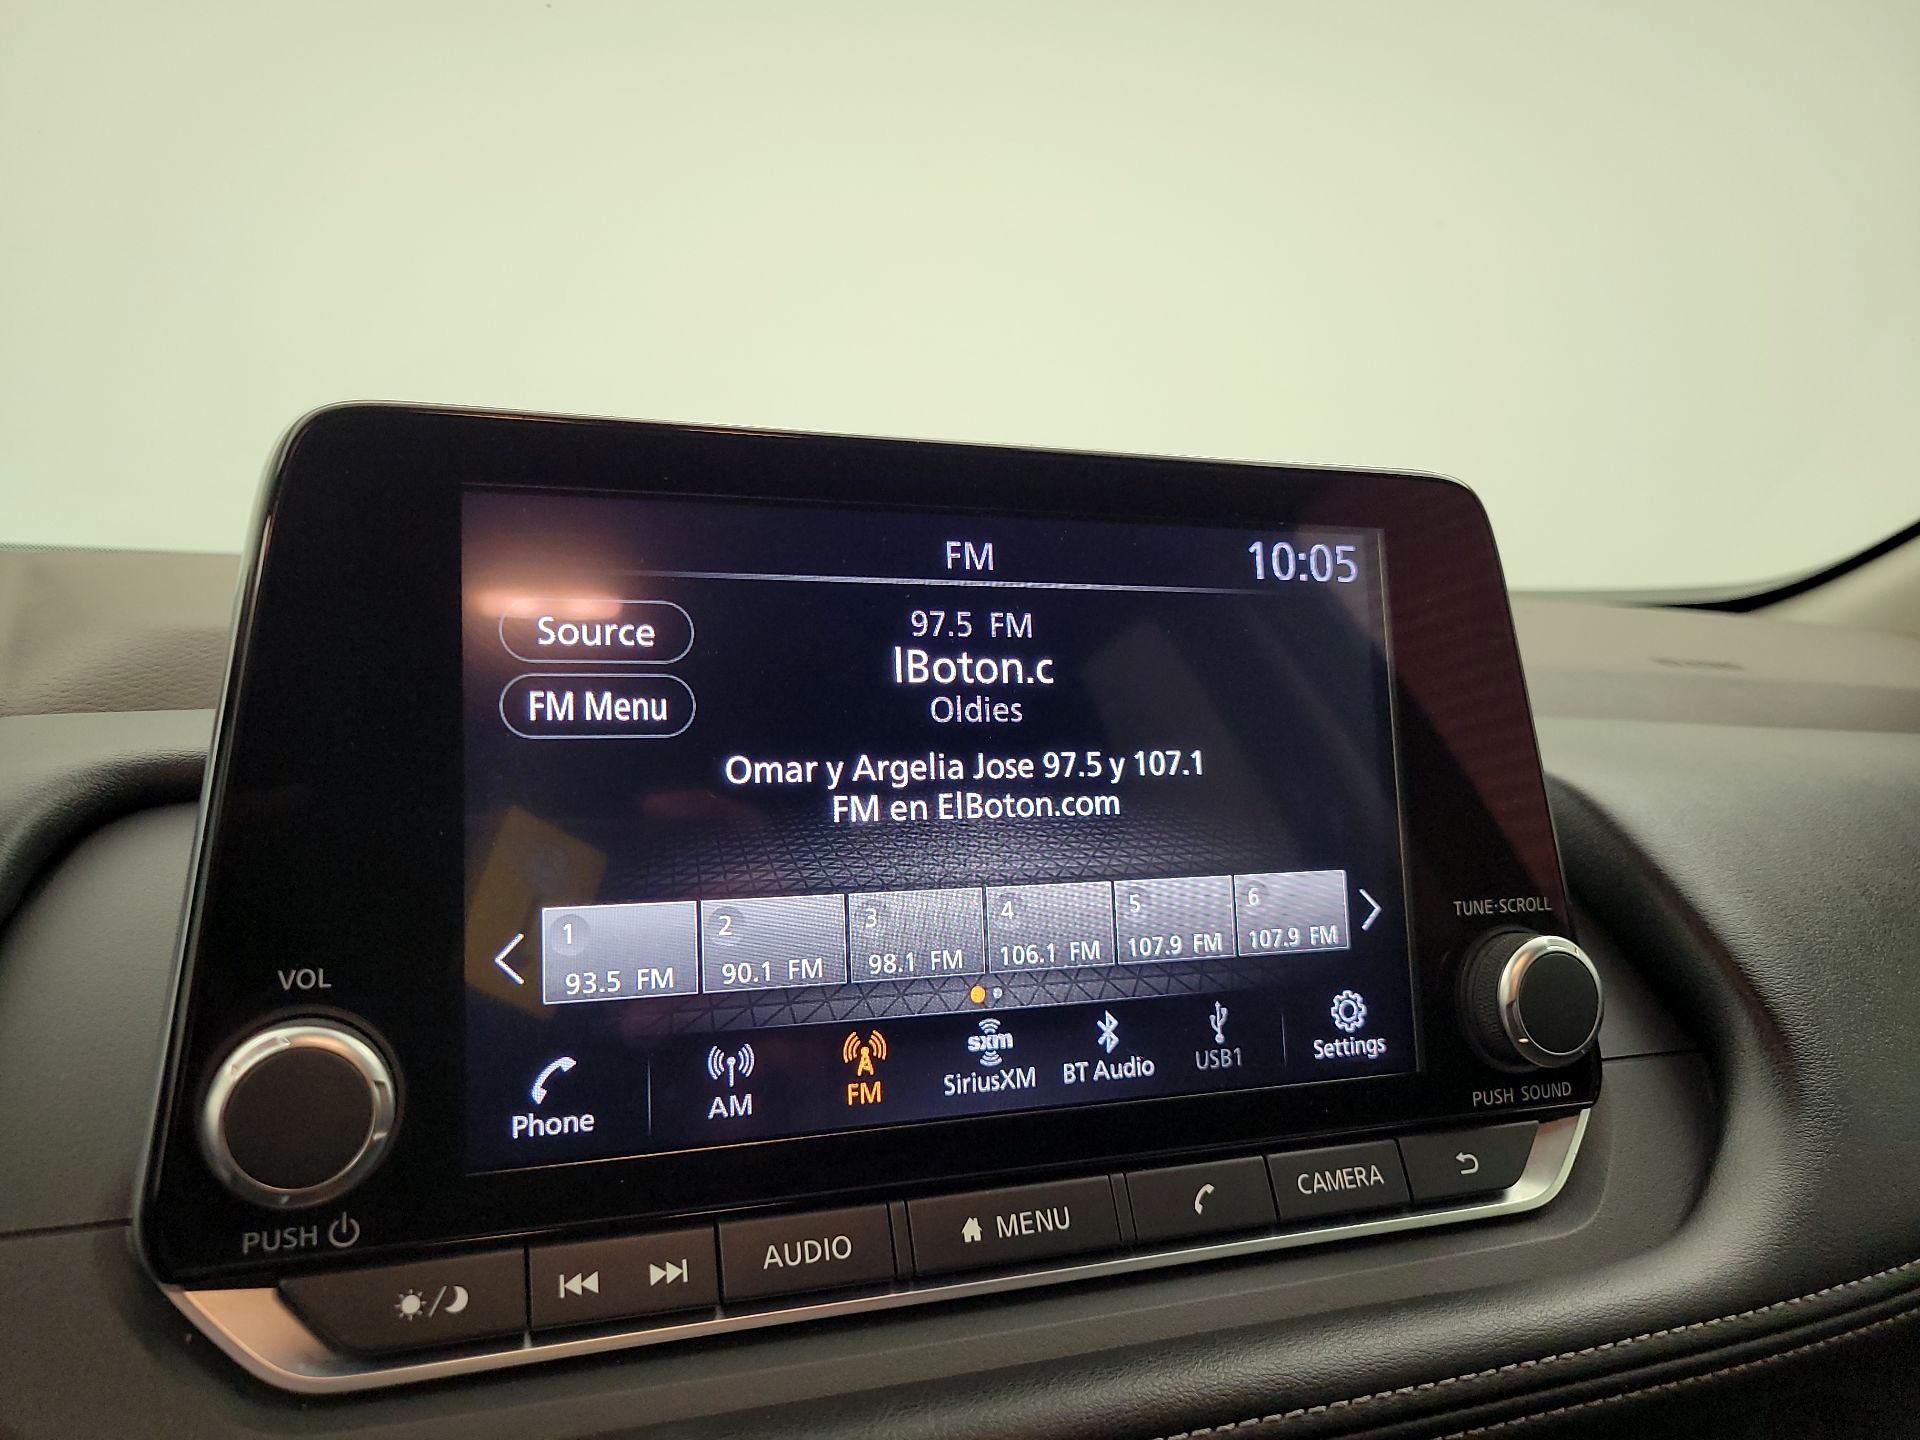 FM
10:05
Source
97.5 FM
lBoton.c
FM Menu
Oldies
Omar y Argelia Jose 97.5 y 107.1
FM en ElBoton.com
1
93.5 FM
2
90.1 FM
3
98.1 FM
4
106.1 FM
5
107.9 FM
6
107.9 FM
Phone
AM
FM
sxm
SiriusXM
BT Audio
USB1
Settings
VOL
PUSH
TUNE·SCROLL
PUSH SOUND
AUDIO
MENU
CAMERA